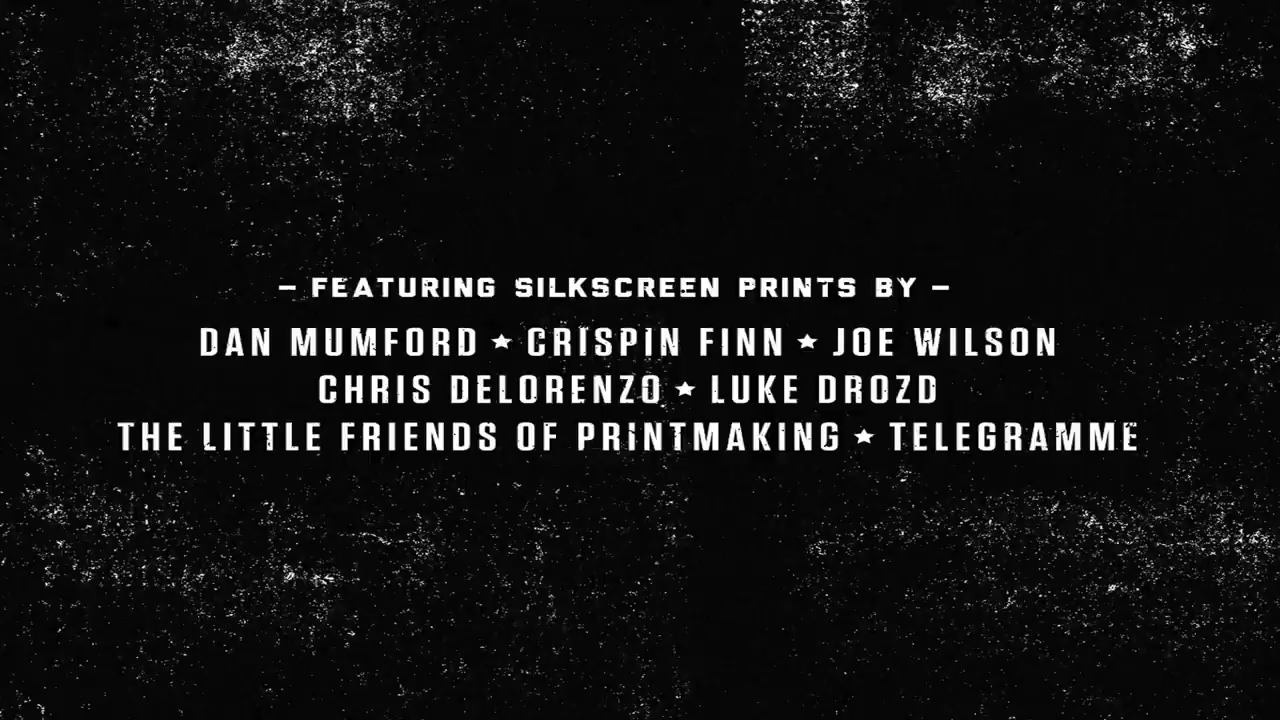 – FEATURING SILKSCREEN PRINTS BY –
DAN MUMFORD ★ CRISPIN FINN ★ JOE WILSON
CHRIS DELORENZO ★ LUKE DROZD
THE LITTLE FRIENDS OF PRINTMAKING ★ TELEGRAMME